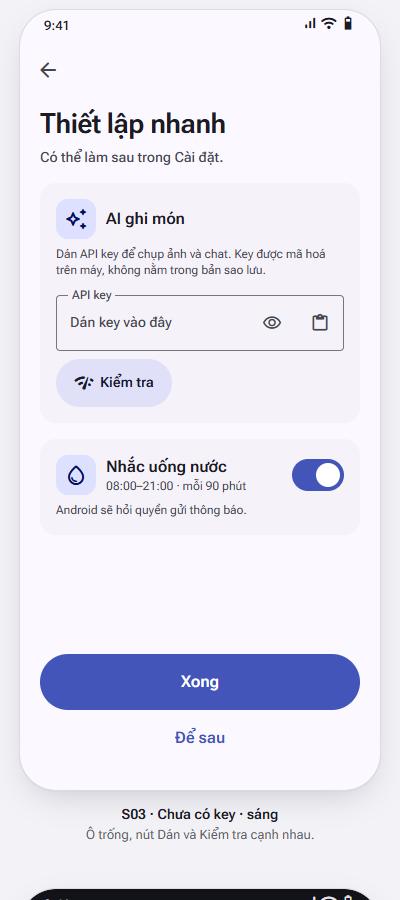 9:41
Thiết lập nhanh
Có thể làm sau trong Cài đặt.
AI ghi món
Dán API key để chụp ảnh và chat. Key được mã hoá
trên máy, không nằm trong bản sao lưu.
API key
Dán key vào đây
Kiểm tra
Nhắc uống nước
08:00–21:00 · mỗi 90 phút
Android sẽ hỏi quyền gửi thông báo.
Xong
Để sau
S03 · Chưa có key · sáng
Ô trống, nút Dán và Kiểm tra cạnh nhau.